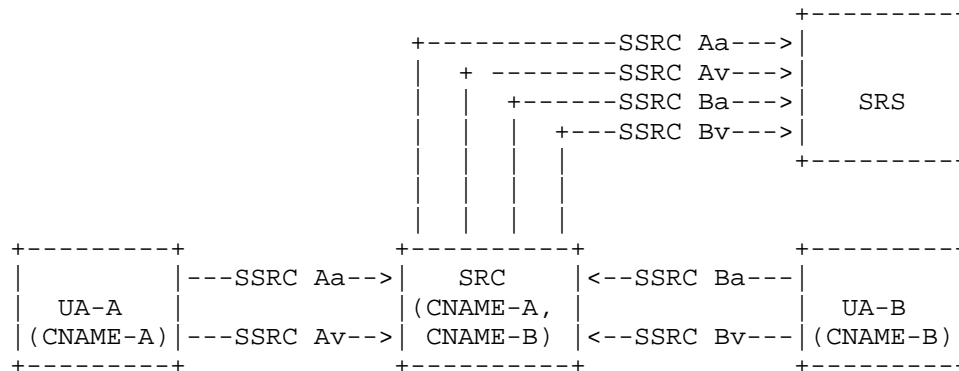 SSRC Aa--->
SSRC Av--->
SSRC Ba---> SRS
SSRC Bv--->
---SSRC Aa--> SRC <--SSRC Ba---
UA-A (CNAME-A, UA-B
(CNAME-A) ---SSRC Av--> CNAME-B) <--SSRC Bv--- (CNAME-B)